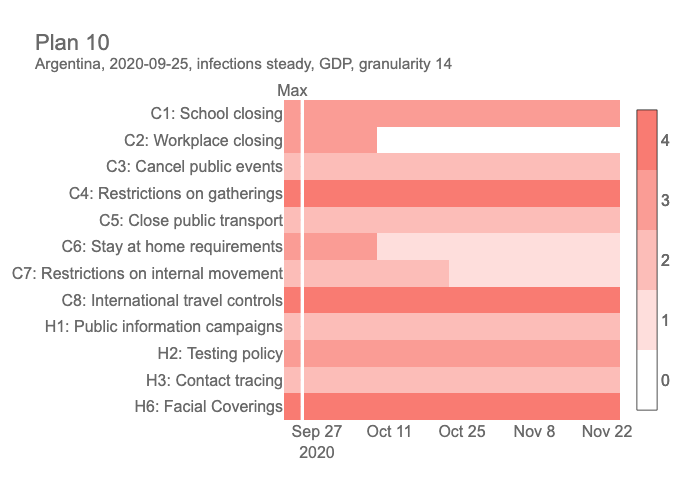 Plan 10
Argentina, 2020-09-25, infections steady, GDP, granularity 14
Max
C1: School closing
C2: Workplace closing
C3: Cancel public events
C4: Restrictions on gatherings
C5: Close public transport
C6: Stay at home requirements
C7: Restrictions on internal movement
C8: International travel controls
H1: Public information campaigns
H2: Testing policy
H3: Contact tracing
H6: Facial Coverings
4
3
2
1
0
Sep 27 Oct 11 Oct 25 Nov 8 Nov 22
2020